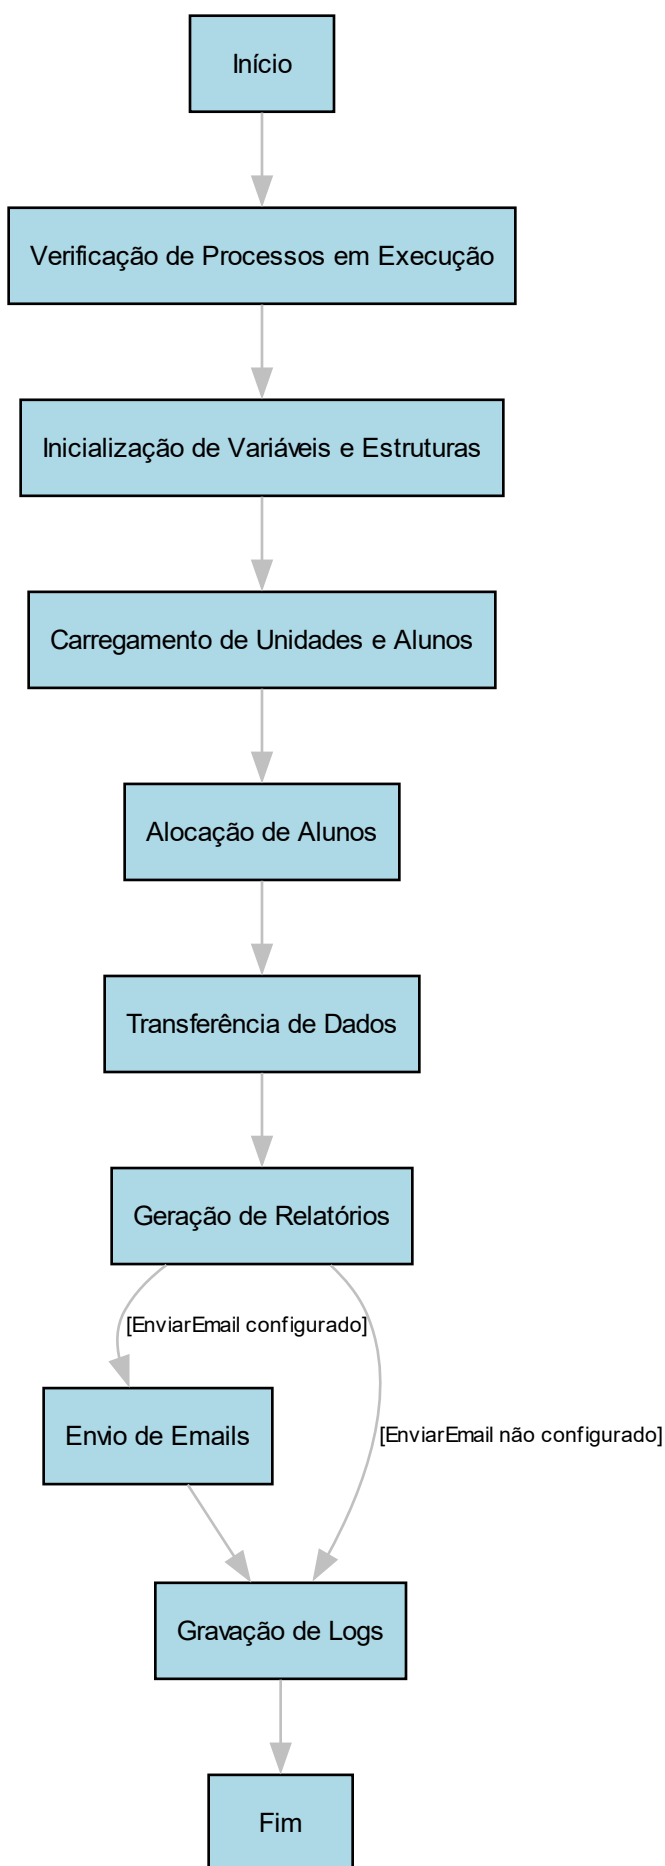 Início
Verificação de Processos em Execução
Inicialização de Variáveis e Estruturas
Carregamento de Unidades e Alunos
Alocação de Alunos
Transferência de Dados
Geração de Relatórios
[EnviarEmail configurado]
Envio de Emails
[EnviarEmail não configurado]
Gravação de Logs
Fim